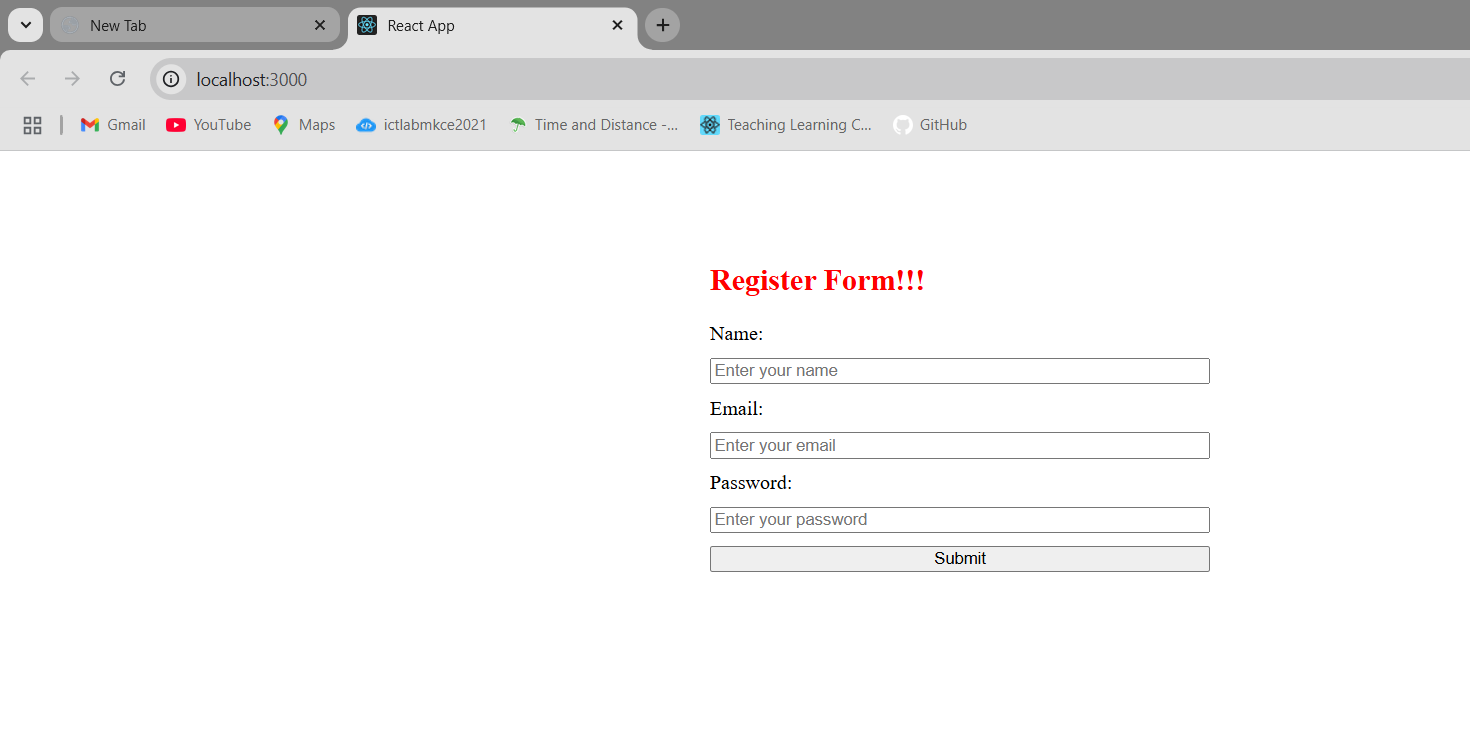 New Tab
React App
localhost:3000
Gmail YouTube Maps ictlabmkce2021 Time and Distance -... Teaching Learning C... GitHub
Register Form!!!
Name:
Enter your name
Email:
Enter your email
Password:
Enter your password
Submit